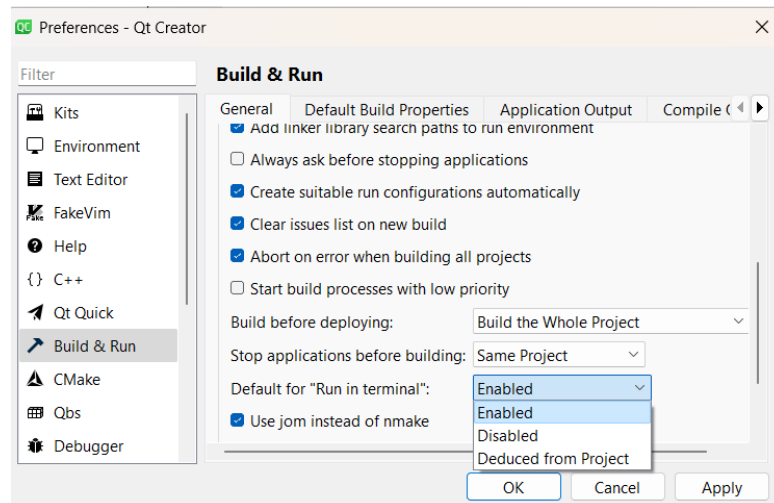 QC Preferences - Qt Creator
Filter
Kits
Environment
Text Editor
Fake FakeVim
Help
{} C++
Qt Quick
Build & Run
CMake
Qbs
Debugger
Build & Run
General Default Build Properties Application Output Compile
Add linker library search paths to run environment
Always ask before stopping applications
Create suitable run configurations automatically
Clear issues list on new build
Abort on error when building all projects
Start build processes with low priority
Build before deploying: Build the Whole Project
Stop applications before building: Same Project
Default for "Run in terminal": Enabled
Enabled
Disabled
Deduced from Project
Use jom instead of nmake
OK Cancel Apply